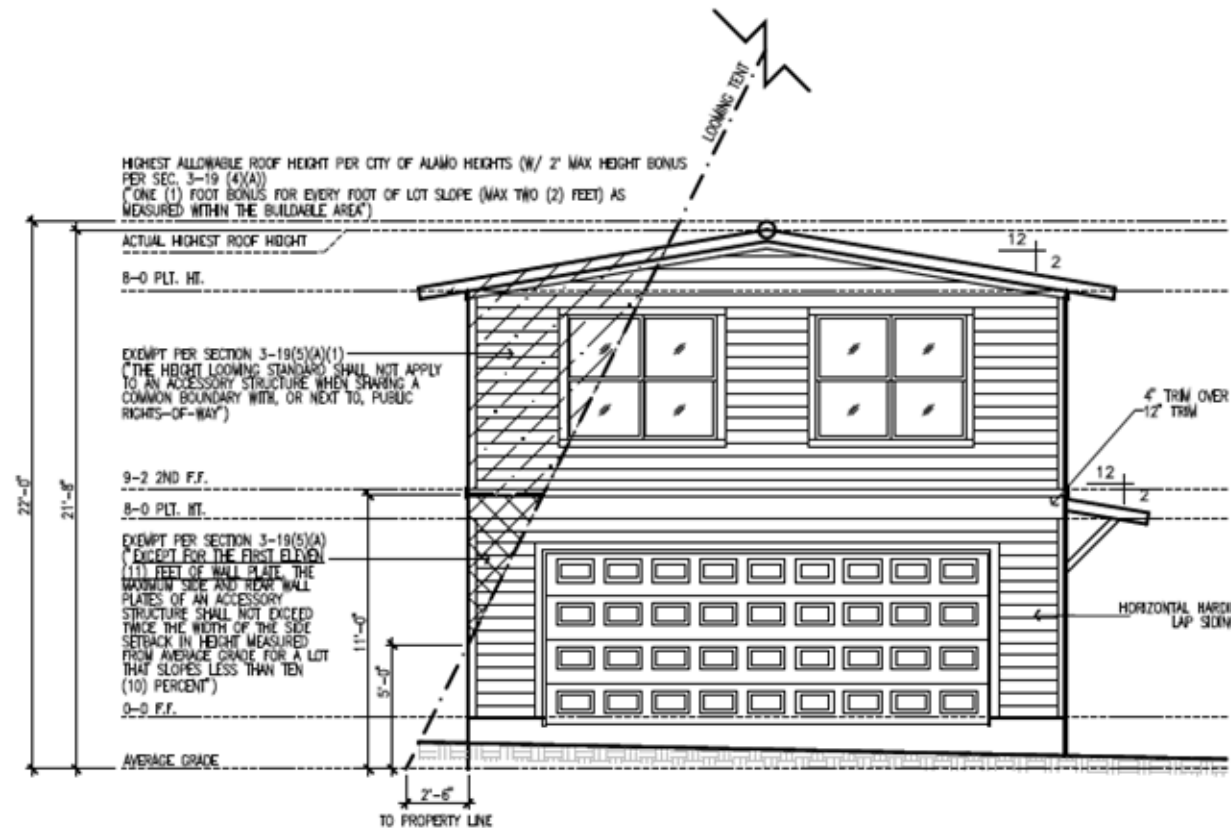 LOOMING TENT
HIGHEST ALLOWABLE ROOF HEIGHT PER CITY OF ALAMO HEIGHTS (W/ 2' MAX HEIGHT BONUS
PER SEC. 3-19 (4)(A))
("ONE (1) FOOT BONUS FOR EVERY FOOT OF LOT SLOPE (MAX TWO (2) FEET) AS
MEASURED WITHIN THE BUILDABLE AREA")
ACTUAL HIGHEST ROOF HEIGHT
12
2
8-0 PLT. HT.
EXEMPT PER SECTION 3-19(5)(A)(1)
("THE HEIGHT LOOMING STANDARD SHALL NOT APPLY
TO AN ACCESSORY STRUCTURE WHEN SHARING A
COMMON BOUNDARY WITH, OR NEXT TO, PUBLIC
RIGHTS-OF-WAY")
4" TRIM OVER
12" TRIM
9-2 2ND F.F.
12
2
22'-0"
21'-8"
8-0 PLT. HT.
EXEMPT PER SECTION 3-19(5)(A)
("EXCEPT FOR THE FIRST ELEVEN
(11) FEET OF WALL PLATE, THE
MAXIMUM SIDE AND REAR WALL
PLATES OF AN ACCESSORY
STRUCTURE SHALL NOT EXCEED
TWICE THE WIDTH OF THE SIDE
SETBACK IN HEIGHT MEASURED
FROM AVERAGE GRADE FOR A LOT
THAT SLOPES LESS THAN TEN
(10) PERCENT")
11'-0"
5'-0"
HORIZONTAL HARDI
LAP SIDING
0-0 F.F.
AVERAGE GRADE
2'-6"
TO PROPERTY LINE